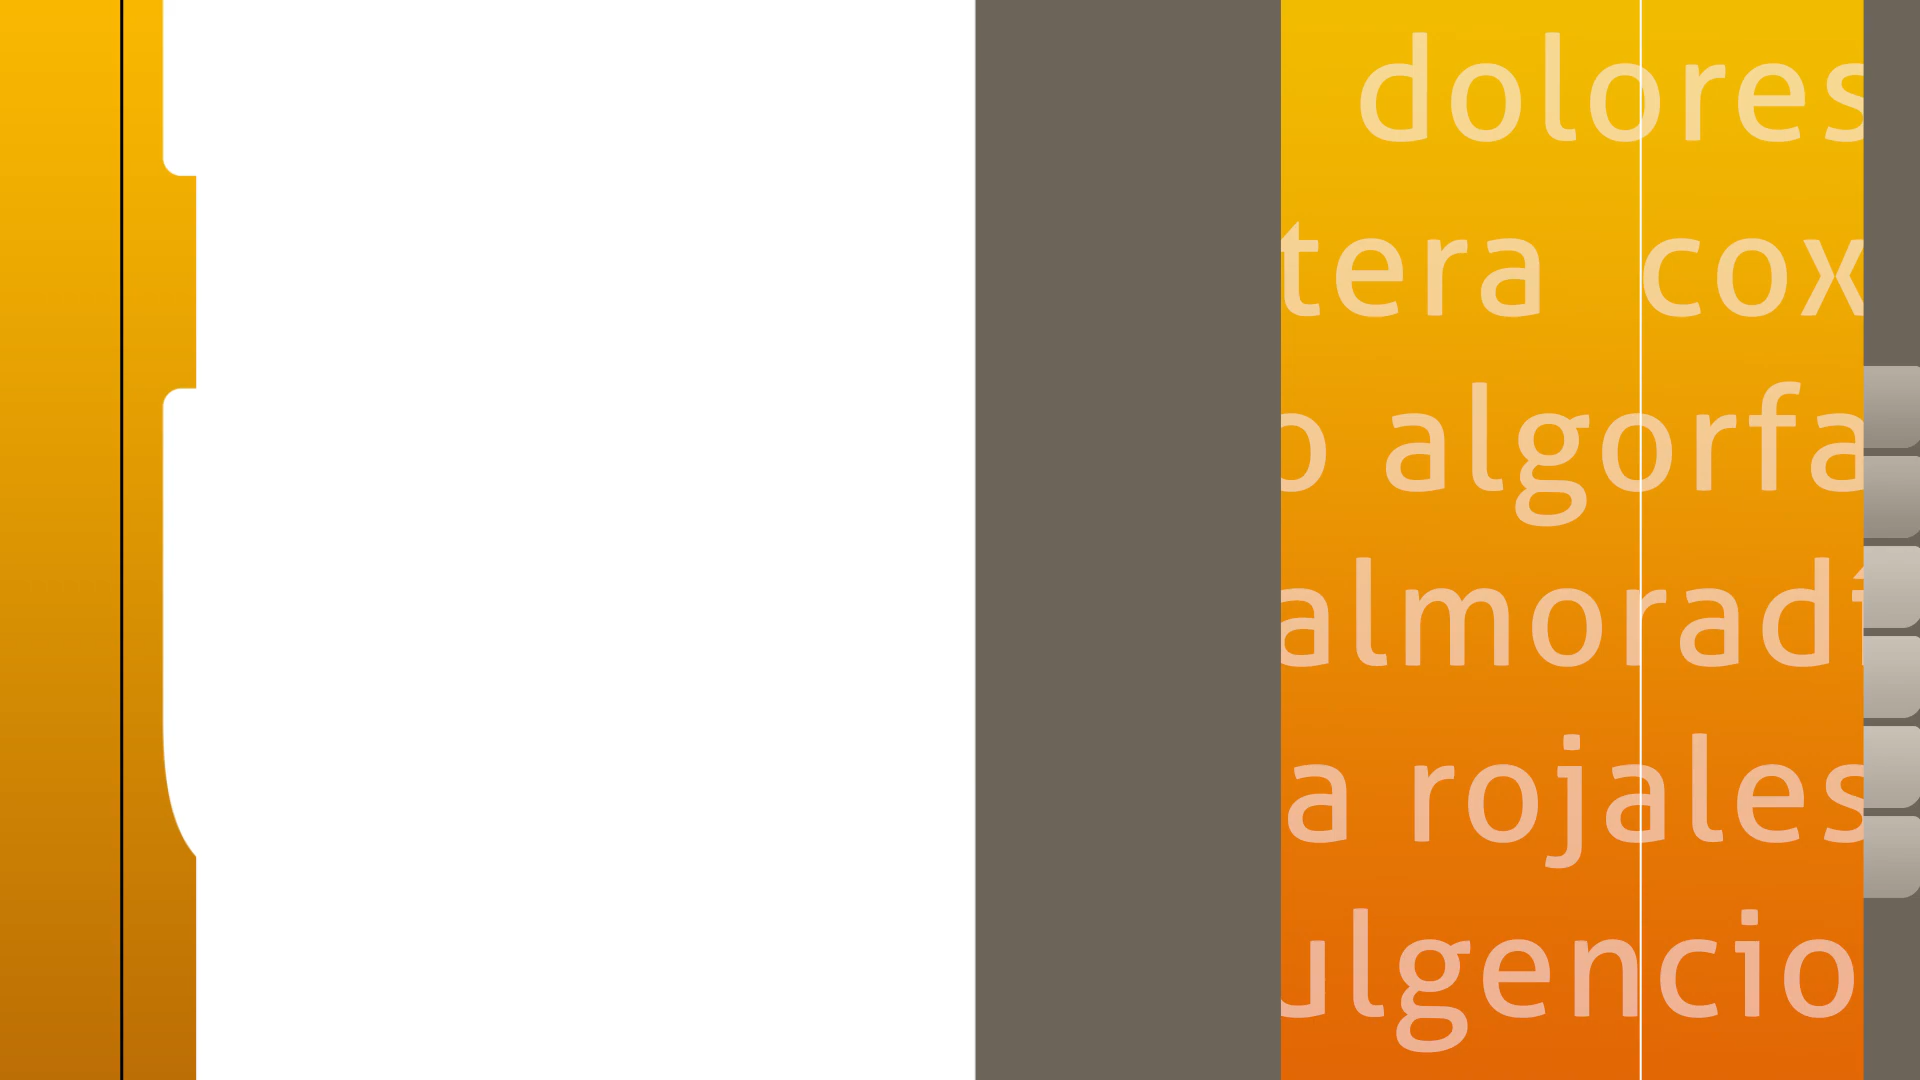 dolores
tera cox
o algorfa
almoradí
a rojales
ulgencio